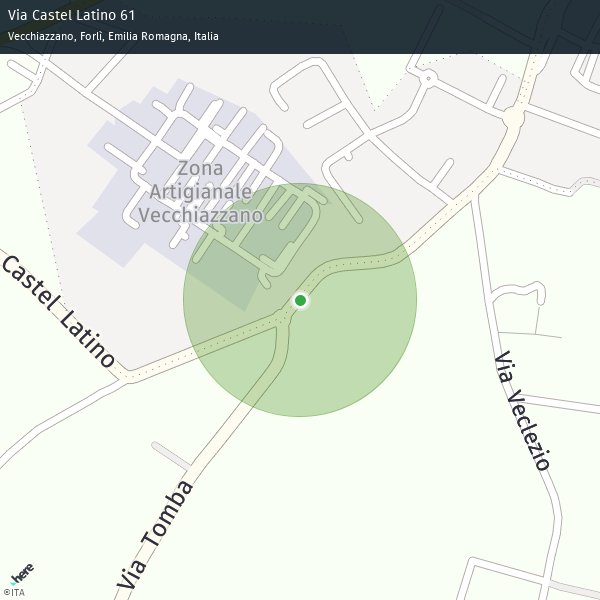 Via Castel Latino 61
Vecchiazzano, Forlì, Emilia Romagna, Italia
Zona
Artigianale
Vecchiazzano
Castel Latino
Via Veclezio
Via Tomba
here
©ITA